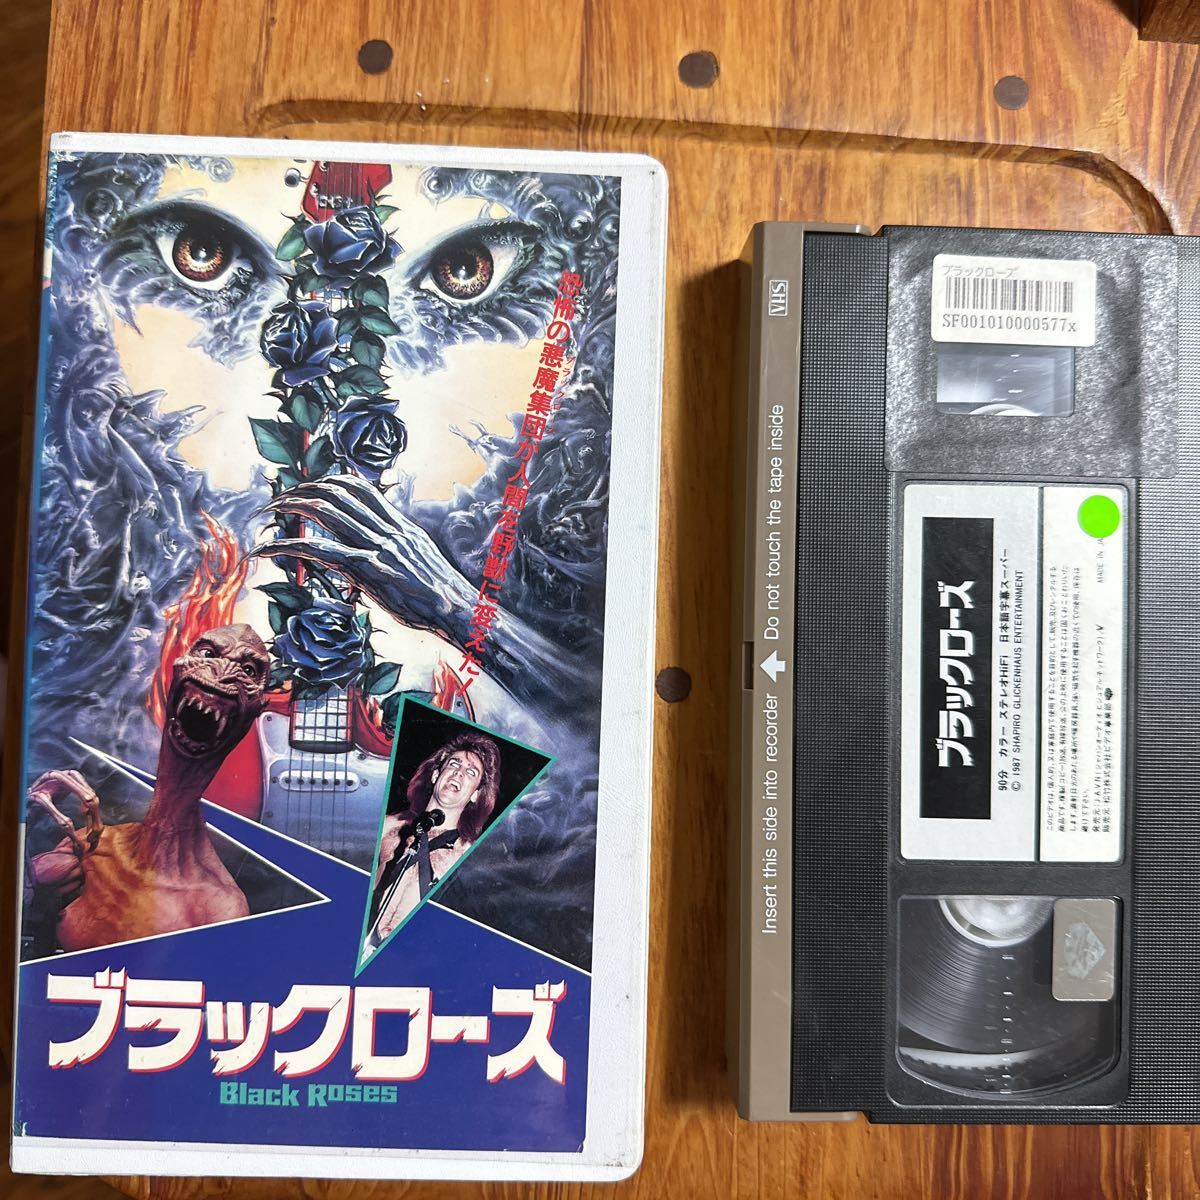 恐怖の悪魔集団が人間を野獣に変えた！
ブラックローズ
Black Roses
VHS
Insert this side into recorder Do not touch the tape inside
ブラックローズ
SF001010000577x
ブラックローズ
90分 カラー ステレオHiFi 日本語字幕スーパー
© 1987 SHAPIRO GLICKENHAUS ENTERTAINMENT
MADE IN JA